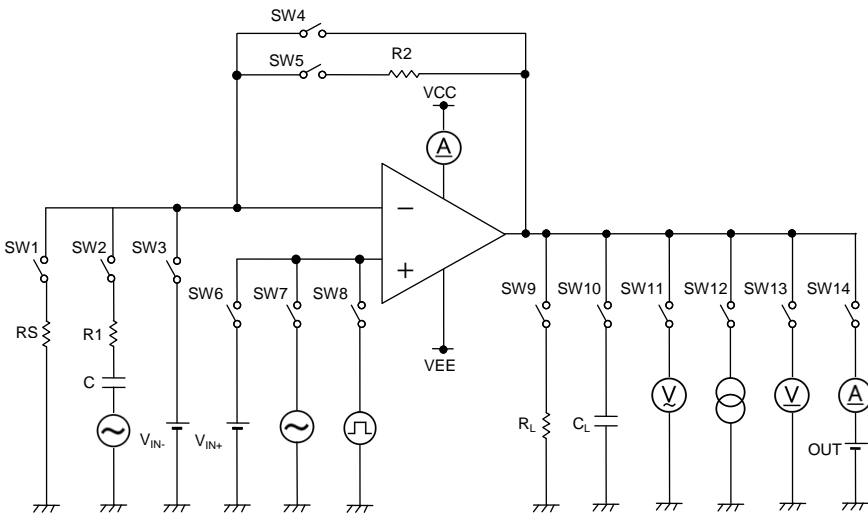 SW4
SW5
R2
VCC
A
SW1
SW2
SW3
−
+
SW6
SW7
SW8
SW9
SW10
SW11
SW12
SW13
SW14
VEE
RS
R1
C
V
V
A
VIN-
VIN+
RL
CL
OUT